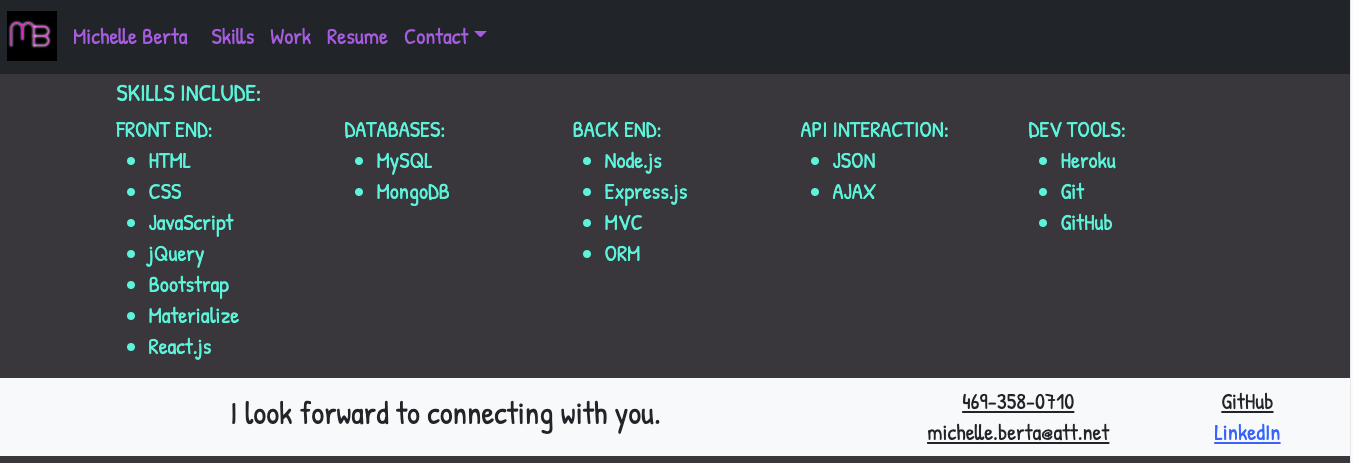 MB
Michelle Berta Skills Work Resume Contact
SKILLS INCLUDE:
FRONT END:
HTML
CSS
JavaScript
jQuery
Bootstrap
Materialize
React.js
DATABASES:
MySQL
MongoDB
BACK END:
Node.js
Express.js
MVC
ORM
API INTERACTION:
JSON
AJAX
DEV TOOLS:
Heroku
Git
GitHub
I look forward to connecting with you.
469-358-0710
michelle.berta@att.net
GitHub
LinkedIn